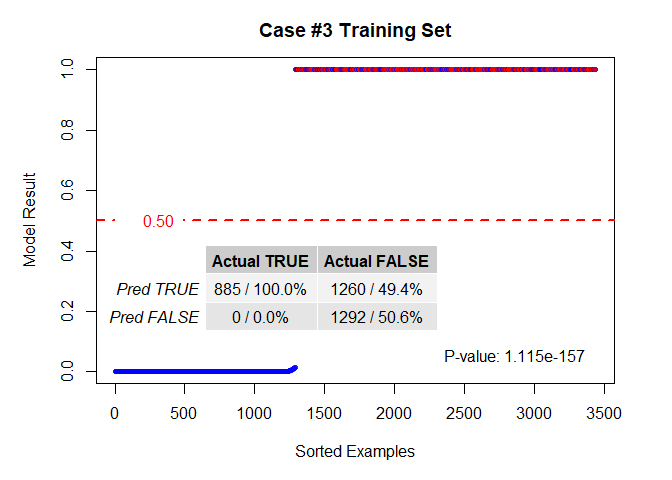 Case #3 Training Set
Model Result
1.0
0.8
0.6
0.4
0.2
0.0
0.50
Actual TRUE Actual FALSE
Pred TRUE 885 / 100.0% 1260 / 49.4%
Pred FALSE 0 / 0.0% 1292 / 50.6%
P-value: 1.115e-157
0 500 1000 1500 2000 2500 3000 3500
Sorted Examples